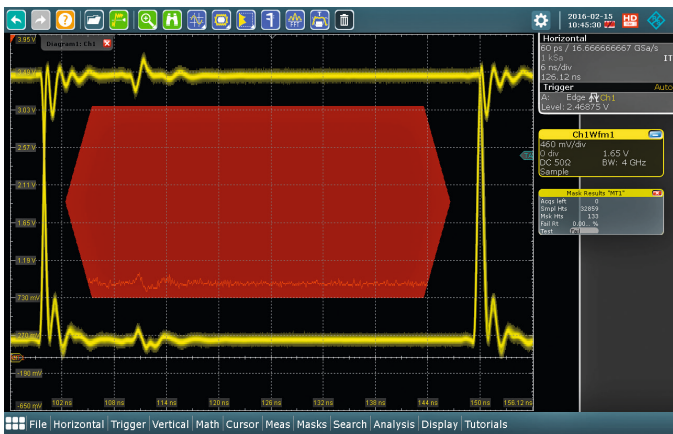 2016-02-15
10:45:30
HD
Diagram1: Ch1
3.95 V
3.03 V
2.57 V
2.11 V
1.65 V
1.19 V
730 mV
-190 mV
-650 mV
102 ns
108 ns
114 ns
120 ns
126 ns
132 ns
138 ns
144 ns
150 ns
156.12 ns
Horizontal
60 ps / 16.666666667 GSa/s
1 kSa IT
6 ns/div
126.12 ns
Trigger Auto
A: Edge Ch1
Level: 2.46875 V
Ch1Wfm1
460 mV/div
0 div 1.65 V
DC 50Ω BW: 4 GHz
Sample
Mask Results "MT1"
Acqs left 0
Smpl Hts 32859
Msk Hts 133
Fail Rt 0.00... %
Test
File Horizontal Trigger Vertical Math Cursor Meas Masks Search Analysis Display Tutorials